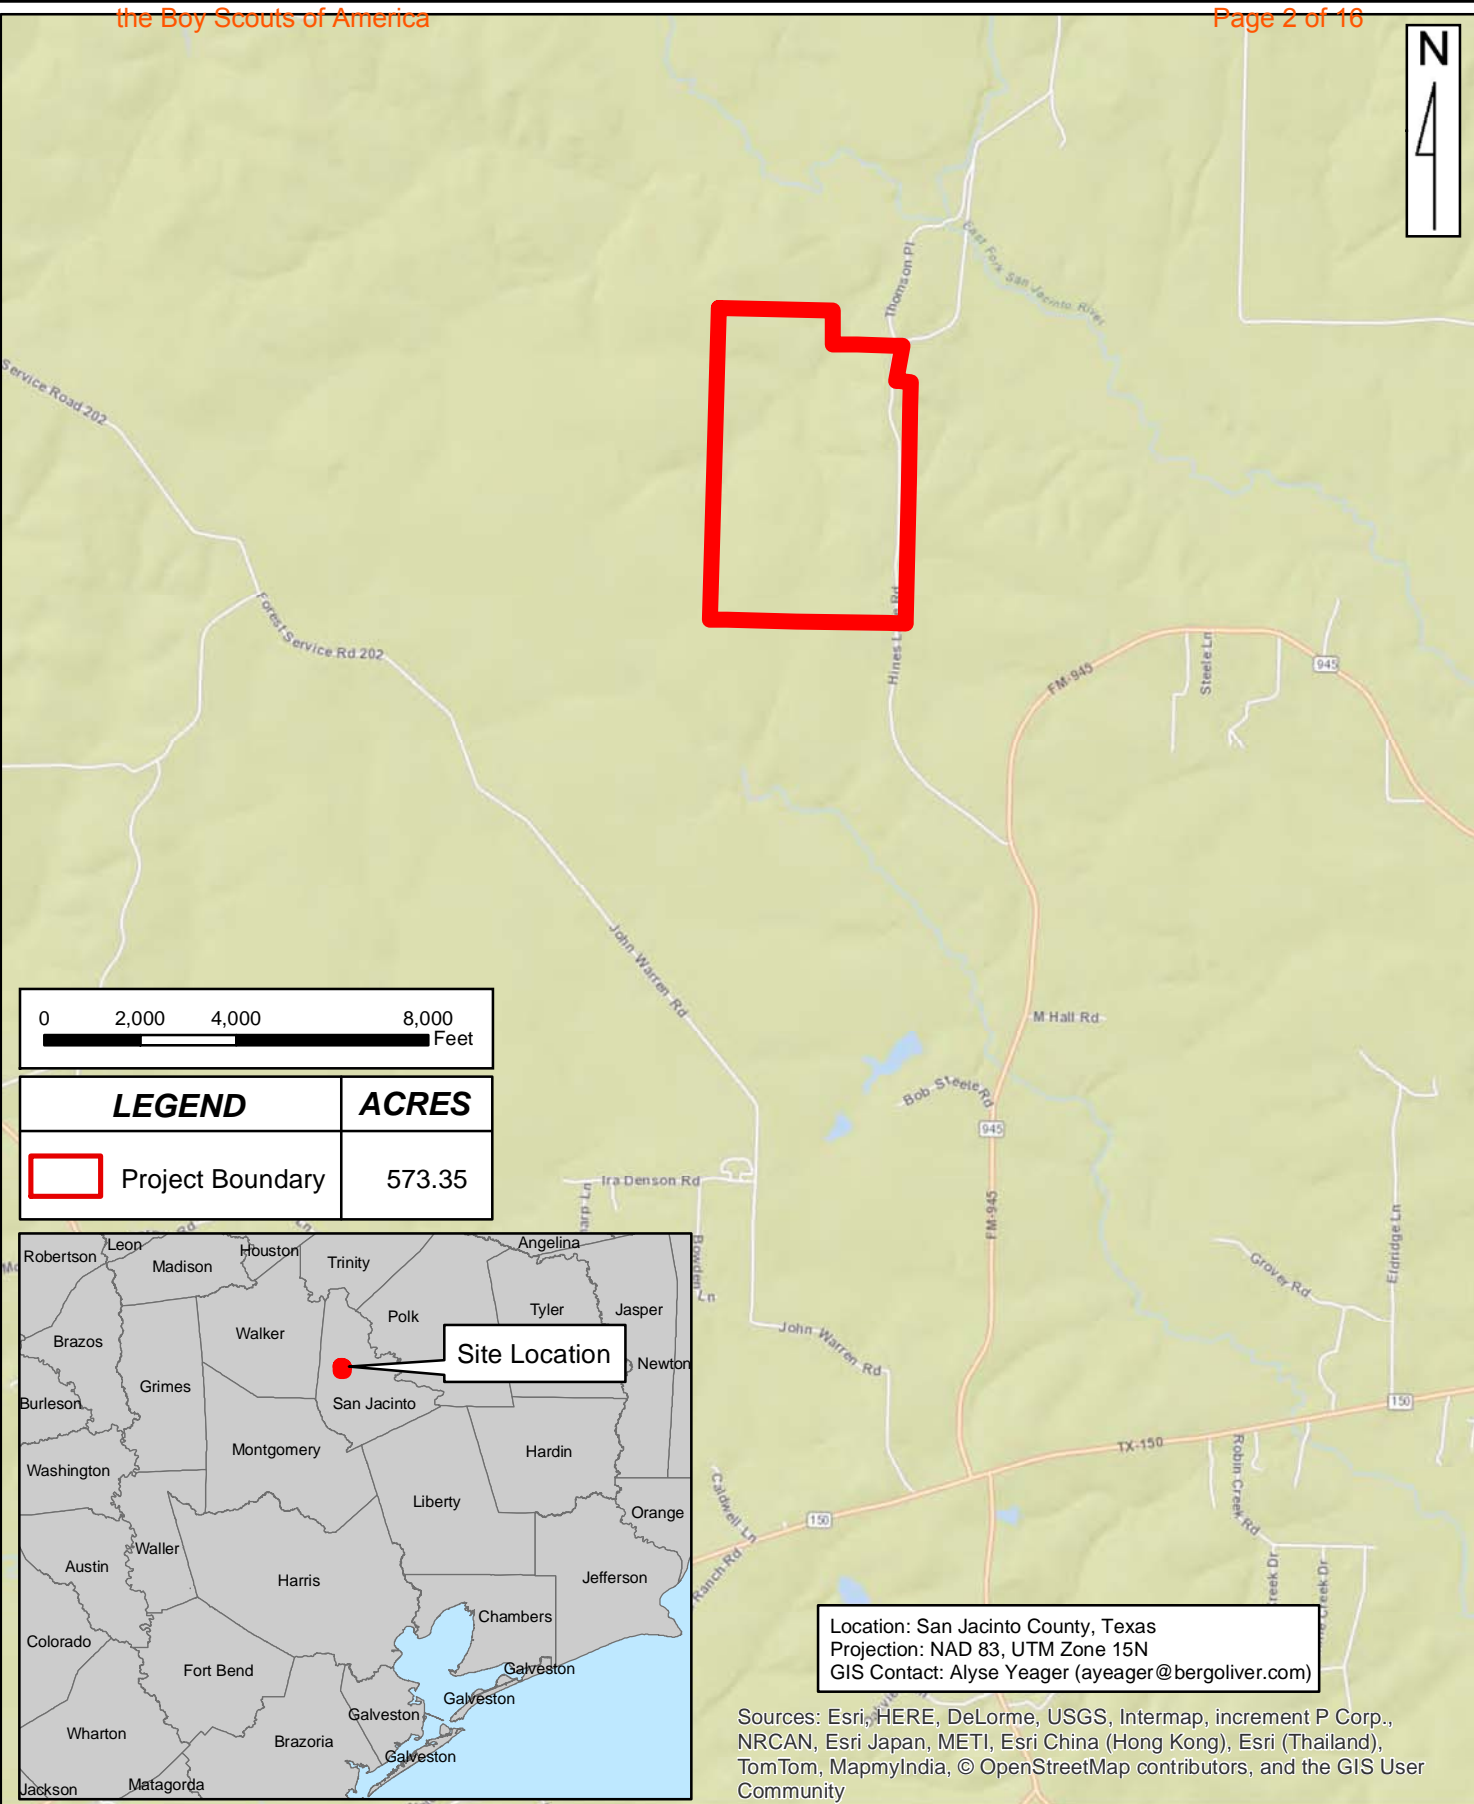 the Boy Scouts of America
Page 2 of 16
N
East Fork San Jacinto River
Thomson Pl
Service Road 202
Forest Service Rd 202
Hines L
Rd
FM-945
Steele Ln
945
John Warren Rd
M Hall Rd
Bob Steele Rd
945
0 2,000 4,000 8,000
Feet
LEGEND ACRES
Project Boundary 573.35
Ira Denson Rd
Bowden Ln
FM-945
Grover Rd
Eldridge Ln
John Warren Rd
150
TX-150
150
Caldwell Ln
Ranch Rd
Robin Creek Rd
reek Dr
Creek Dr
Rd
Ln
Robertson
Leon
Madison
Houston
Trinity
Angelina
Polk
Tyler
Jasper
Brazos
Walker
Site Location
Newton
Grimes
Burleson
San Jacinto
Montgomery
Hardin
Washington
Liberty
Orange
Waller
Austin
Harris
Jefferson
Chambers
Colorado
Fort Bend
Galveston
Galveston
Galveston
Wharton
Brazoria
Galveston
Jackson
Matagorda
Location: San Jacinto County, Texas
Projection: NAD 83, UTM Zone 15N
GIS Contact: Alyse Yeager (ayeager@bergoliver.com)
Sources: Esri, HERE, DeLorme, USGS, Intermap, increment P Corp.,
NRCAN, Esri Japan, METI, Esri China (Hong Kong), Esri (Thailand),
TomTom, MapmyIndia, © OpenStreetMap contributors, and the GIS User
Community